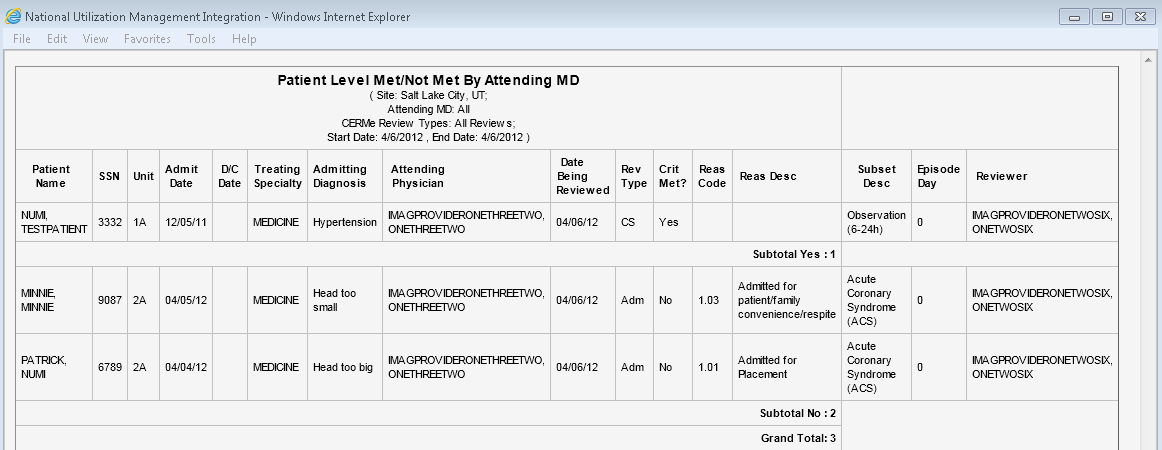 National Utilization Management Integration - Windows Internet Explorer
File Edit View Favorites Tools Help
Patient Level Met/Not Met By Attending MD
( Site: Salt Lake City, UT;
Attending MD: All
CERMe Review Types: All Reviews;
Start Date: 4/6/2012 , End Date: 4/6/2012 )
Patient Name SSN Unit Admit Date D/C Date Treating Specialty Admitting Diagnosis Attending Physician Date Being Reviewed Rev Type Crit Met? Reas Code Reas Desc Subset Desc Episode Day Reviewer
NUMI, TESTPATIENT 3332 1A 12/05/11 MEDICINE Hypertension IMAGPROVIDERONETHREETWO, ONETHREETWO 04/06/12 CS Yes Observation (6-24h) 0 IMAGPROVIDERONETWOSIX, ONETWOSIX
Subtotal Yes : 1
MINNIE, MINNIE 9087 2A 04/05/12 MEDICINE Head too small IMAGPROVIDERONETHREETWO, ONETHREETWO 04/06/12 Adm No 1.03 Admitted for patient/family convenience/respite Acute Coronary Syndrome (ACS) 0 IMAGPROVIDERONETWOSIX, ONETWOSIX
PATRICK, NUMI 6789 2A 04/04/12 MEDICINE Head too big IMAGPROVIDERONETHREETWO, ONETHREETWO 04/06/12 Adm No 1.01 Admitted for Placement Acute Coronary Syndrome (ACS) 0 IMAGPROVIDERONETWOSIX, ONETWOSIX
Subtotal No : 2
Grand Total: 3